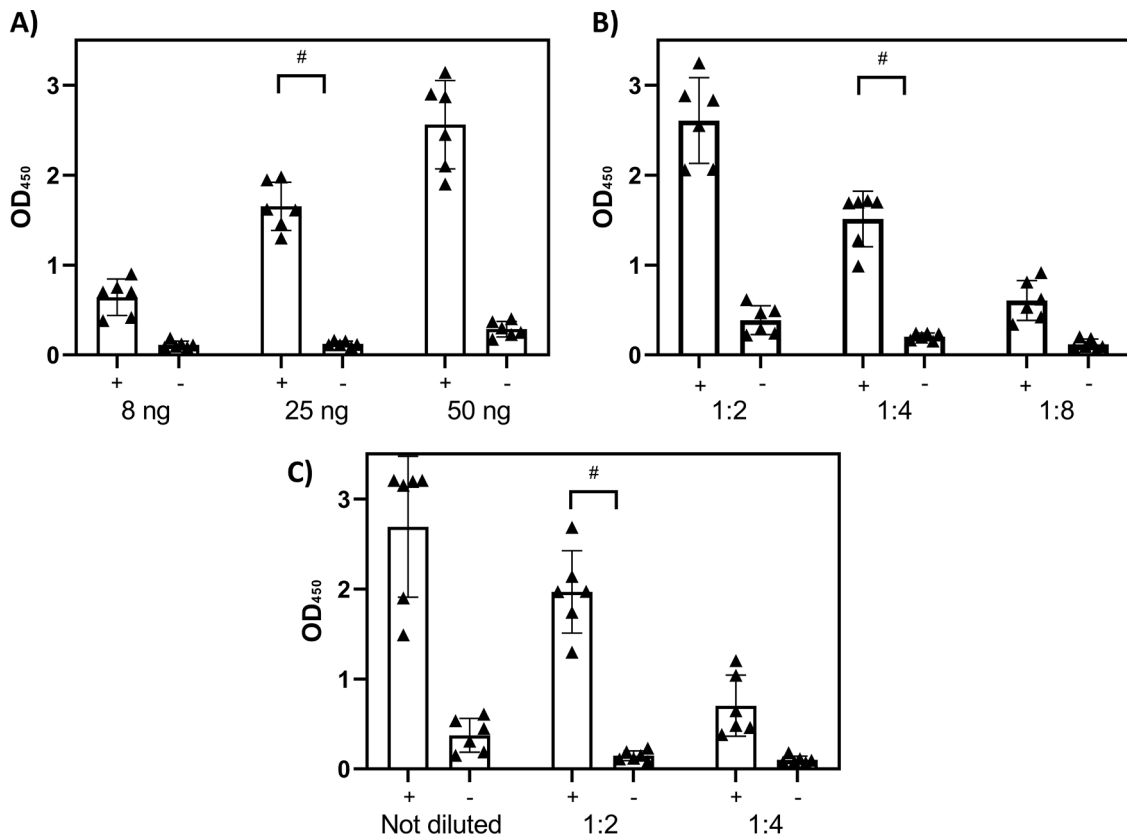 A)
#
3
2
1
0
OD₄₅₀
+ - + - + -
8 ng 25 ng 50 ng
B)
#
3
2
1
0
OD₄₅₀
+ - + - + -
1:2 1:4 1:8
C)
#
3
2
1
0
OD₄₅₀
+ - + - + -
Not diluted 1:2 1:4